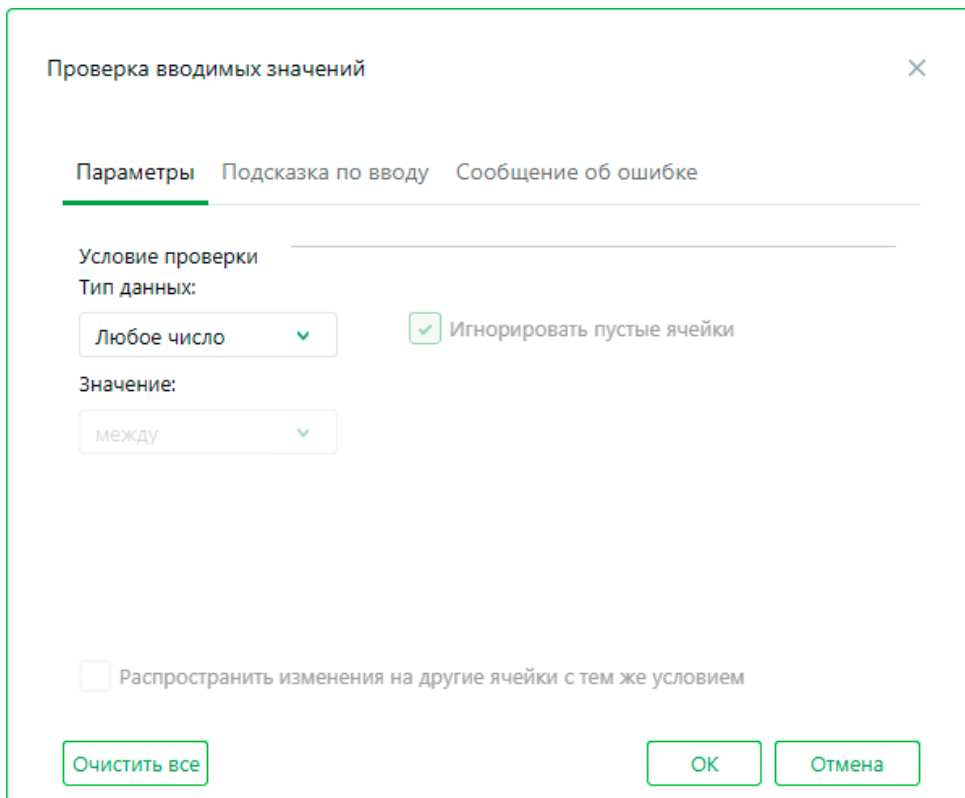 Проверка вводимых значений
Параметры Подсказка по вводу Сообщение об ошибке
Условие проверки
Тип данных:
Любое число Игнорировать пустые ячейки
Значение:
между
Распространить изменения на другие ячейки с тем же условием
Очистить все ОК Отмена